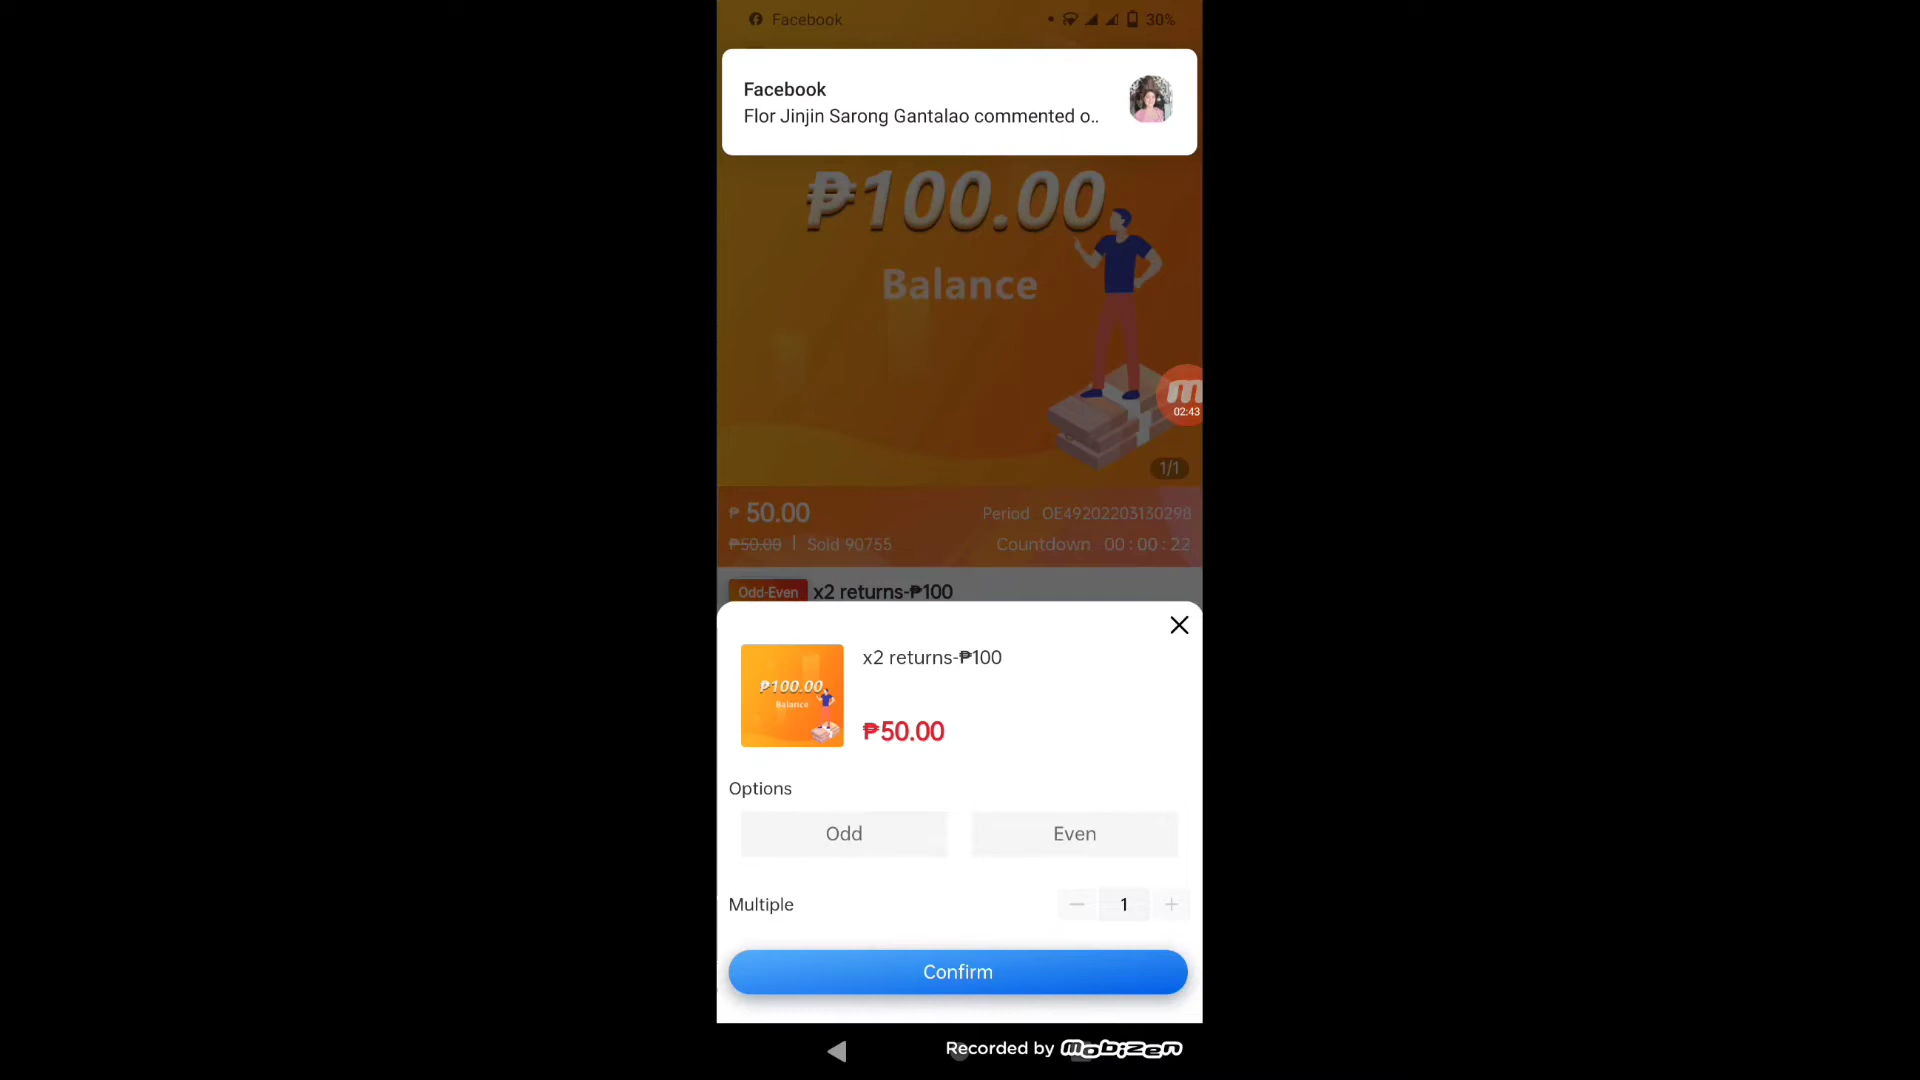 Facebook
30%
Facebook
Flor Jinjin Sarong Gantalao commented o..
₱100.00
Balance
m
02:43
1/1
₱ 50.00
Period OE49202203130298
₱50.00 | Sold 90755
Countdown 00 : 00 : 22
Odd-Even x2 returns-₱100
x2 returns-₱100
₱100.00
Balance
₱50.00
Options
Odd
Even
Multiple
− 1 +
Confirm
Recorded by Mobizen